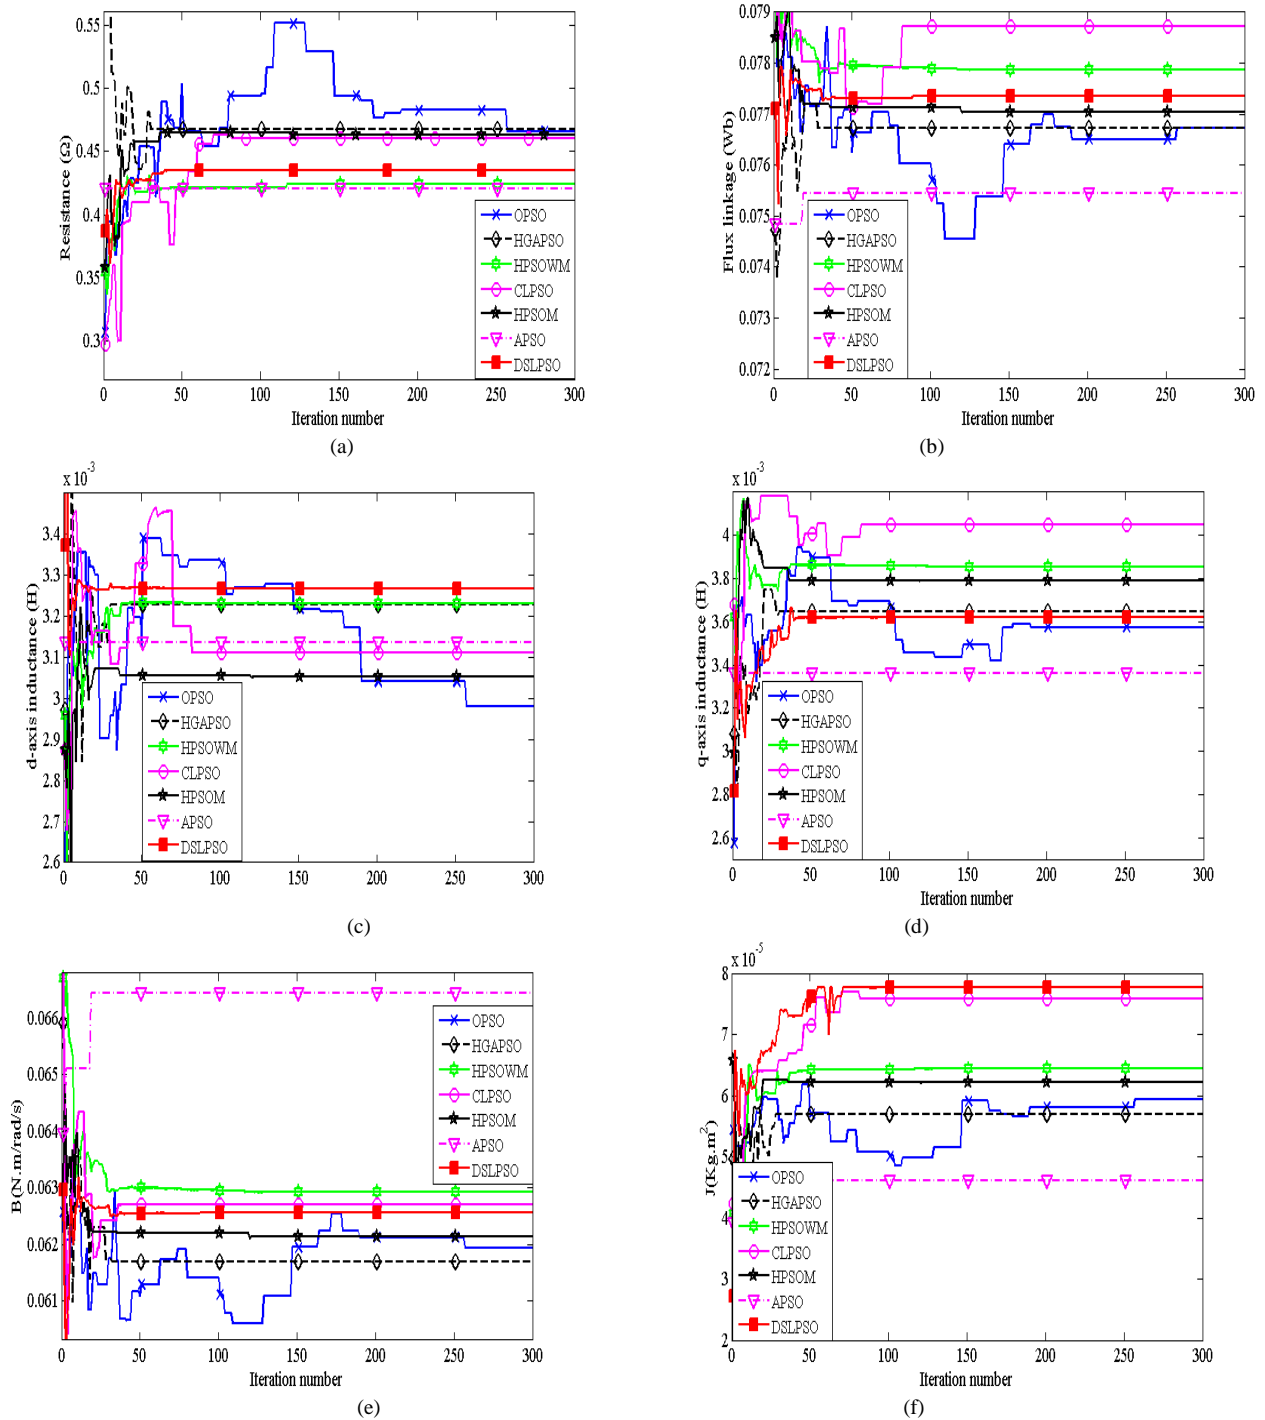 0.55
0.5
0.45
0.4
0.35
0.3
Resistance (Ω)
OPSO
HGAPSO
HPSOWM
CLPSO
HPSOM
APSO
DSLPSO
0 50 100 150 200 250 300
Iteration number
(a)
0.079
0.078
0.077
0.076
0.075
0.074
0.073
0.072
Flux linkage (Wb)
OPSO
HGAPSO
HPSOWM
CLPSO
HPSOM
APSO
DSLPSO
0 50 100 150 200 250 300
Iteration number
(b)
x 10-3
3.4
3.3
3.2
3.1
3
2.9
2.8
2.7
2.6
d-axis inductance (H)
OPSO
HGAPSO
HPSOWM
CLPSO
HPSOM
APSO
DSLPSO
0 50 100 150 200 250 300
Iteration number
(c)
x 10-3
4
3.8
3.6
3.4
3.2
3
2.8
2.6
q-axis inductance (H)
OPSO
HGAPSO
HPSOWM
CLPSO
HPSOM
APSO
DSLPSO
0 50 100 150 200 250 300
Iteration number
(d)
0.066
0.065
0.064
0.063
0.062
0.061
B(N.m/rad/s)
OPSO
HGAPSO
HPSOWM
CLPSO
HPSOM
APSO
DSLPSO
0 50 100 150 200 250 300
Iteration number
(e)
x 10-5
8
7
6
5
4
3
2
J(K.g.m2)
OPSO
HGAPSO
HPSOWM
CLPSO
HPSOM
APSO
DSLPSO
0 50 100 150 200 250 300
Iteration number
(f)